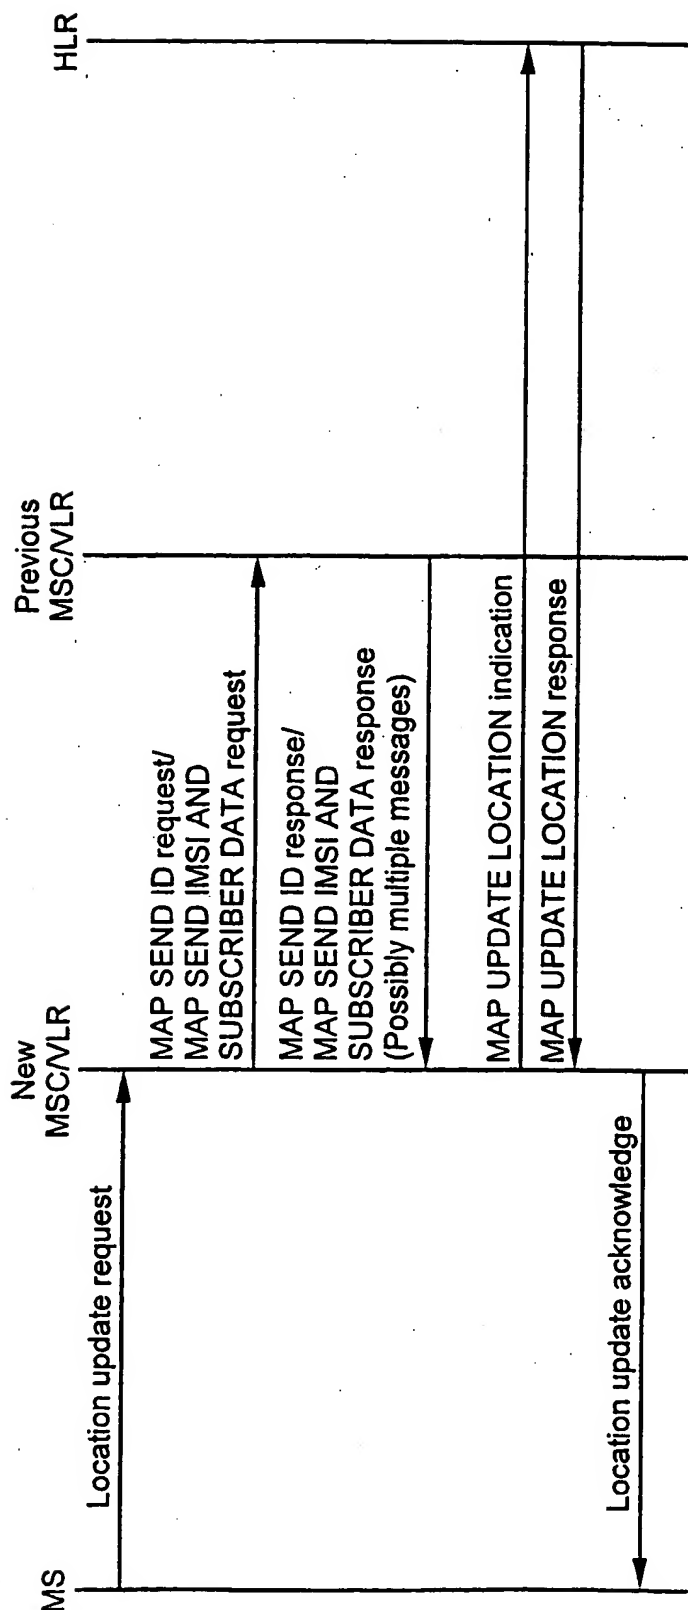 MS
New
MSC/VLR
Previous
MSC/VLR
HLR
Location update request
MAP SEND ID request/
MAP SEND IMSI AND
SUBSCRIBER DATA request
MAP SEND ID response/
MAP SEND IMSI AND
SUBSCRIBER DATA response
(Possibly multiple messages)
MAP UPDATE LOCATION indication
MAP UPDATE LOCATION response
Location update acknowledge